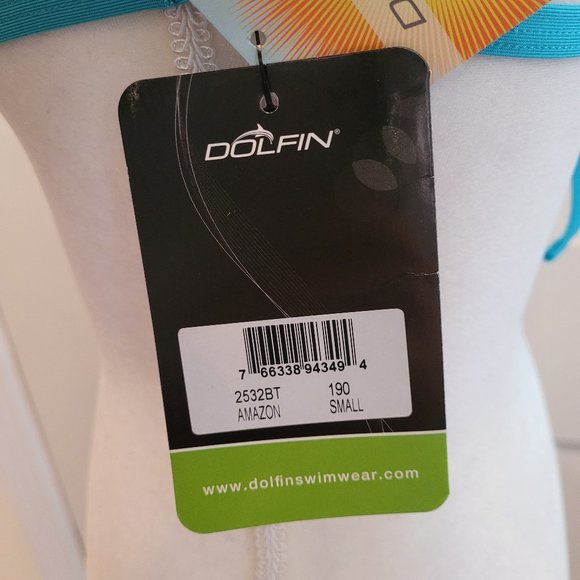 D
DOLFIN®
7 66338 94349 4
2532BT 190
AMAZON SMALL
www.dolfinswimwear.com